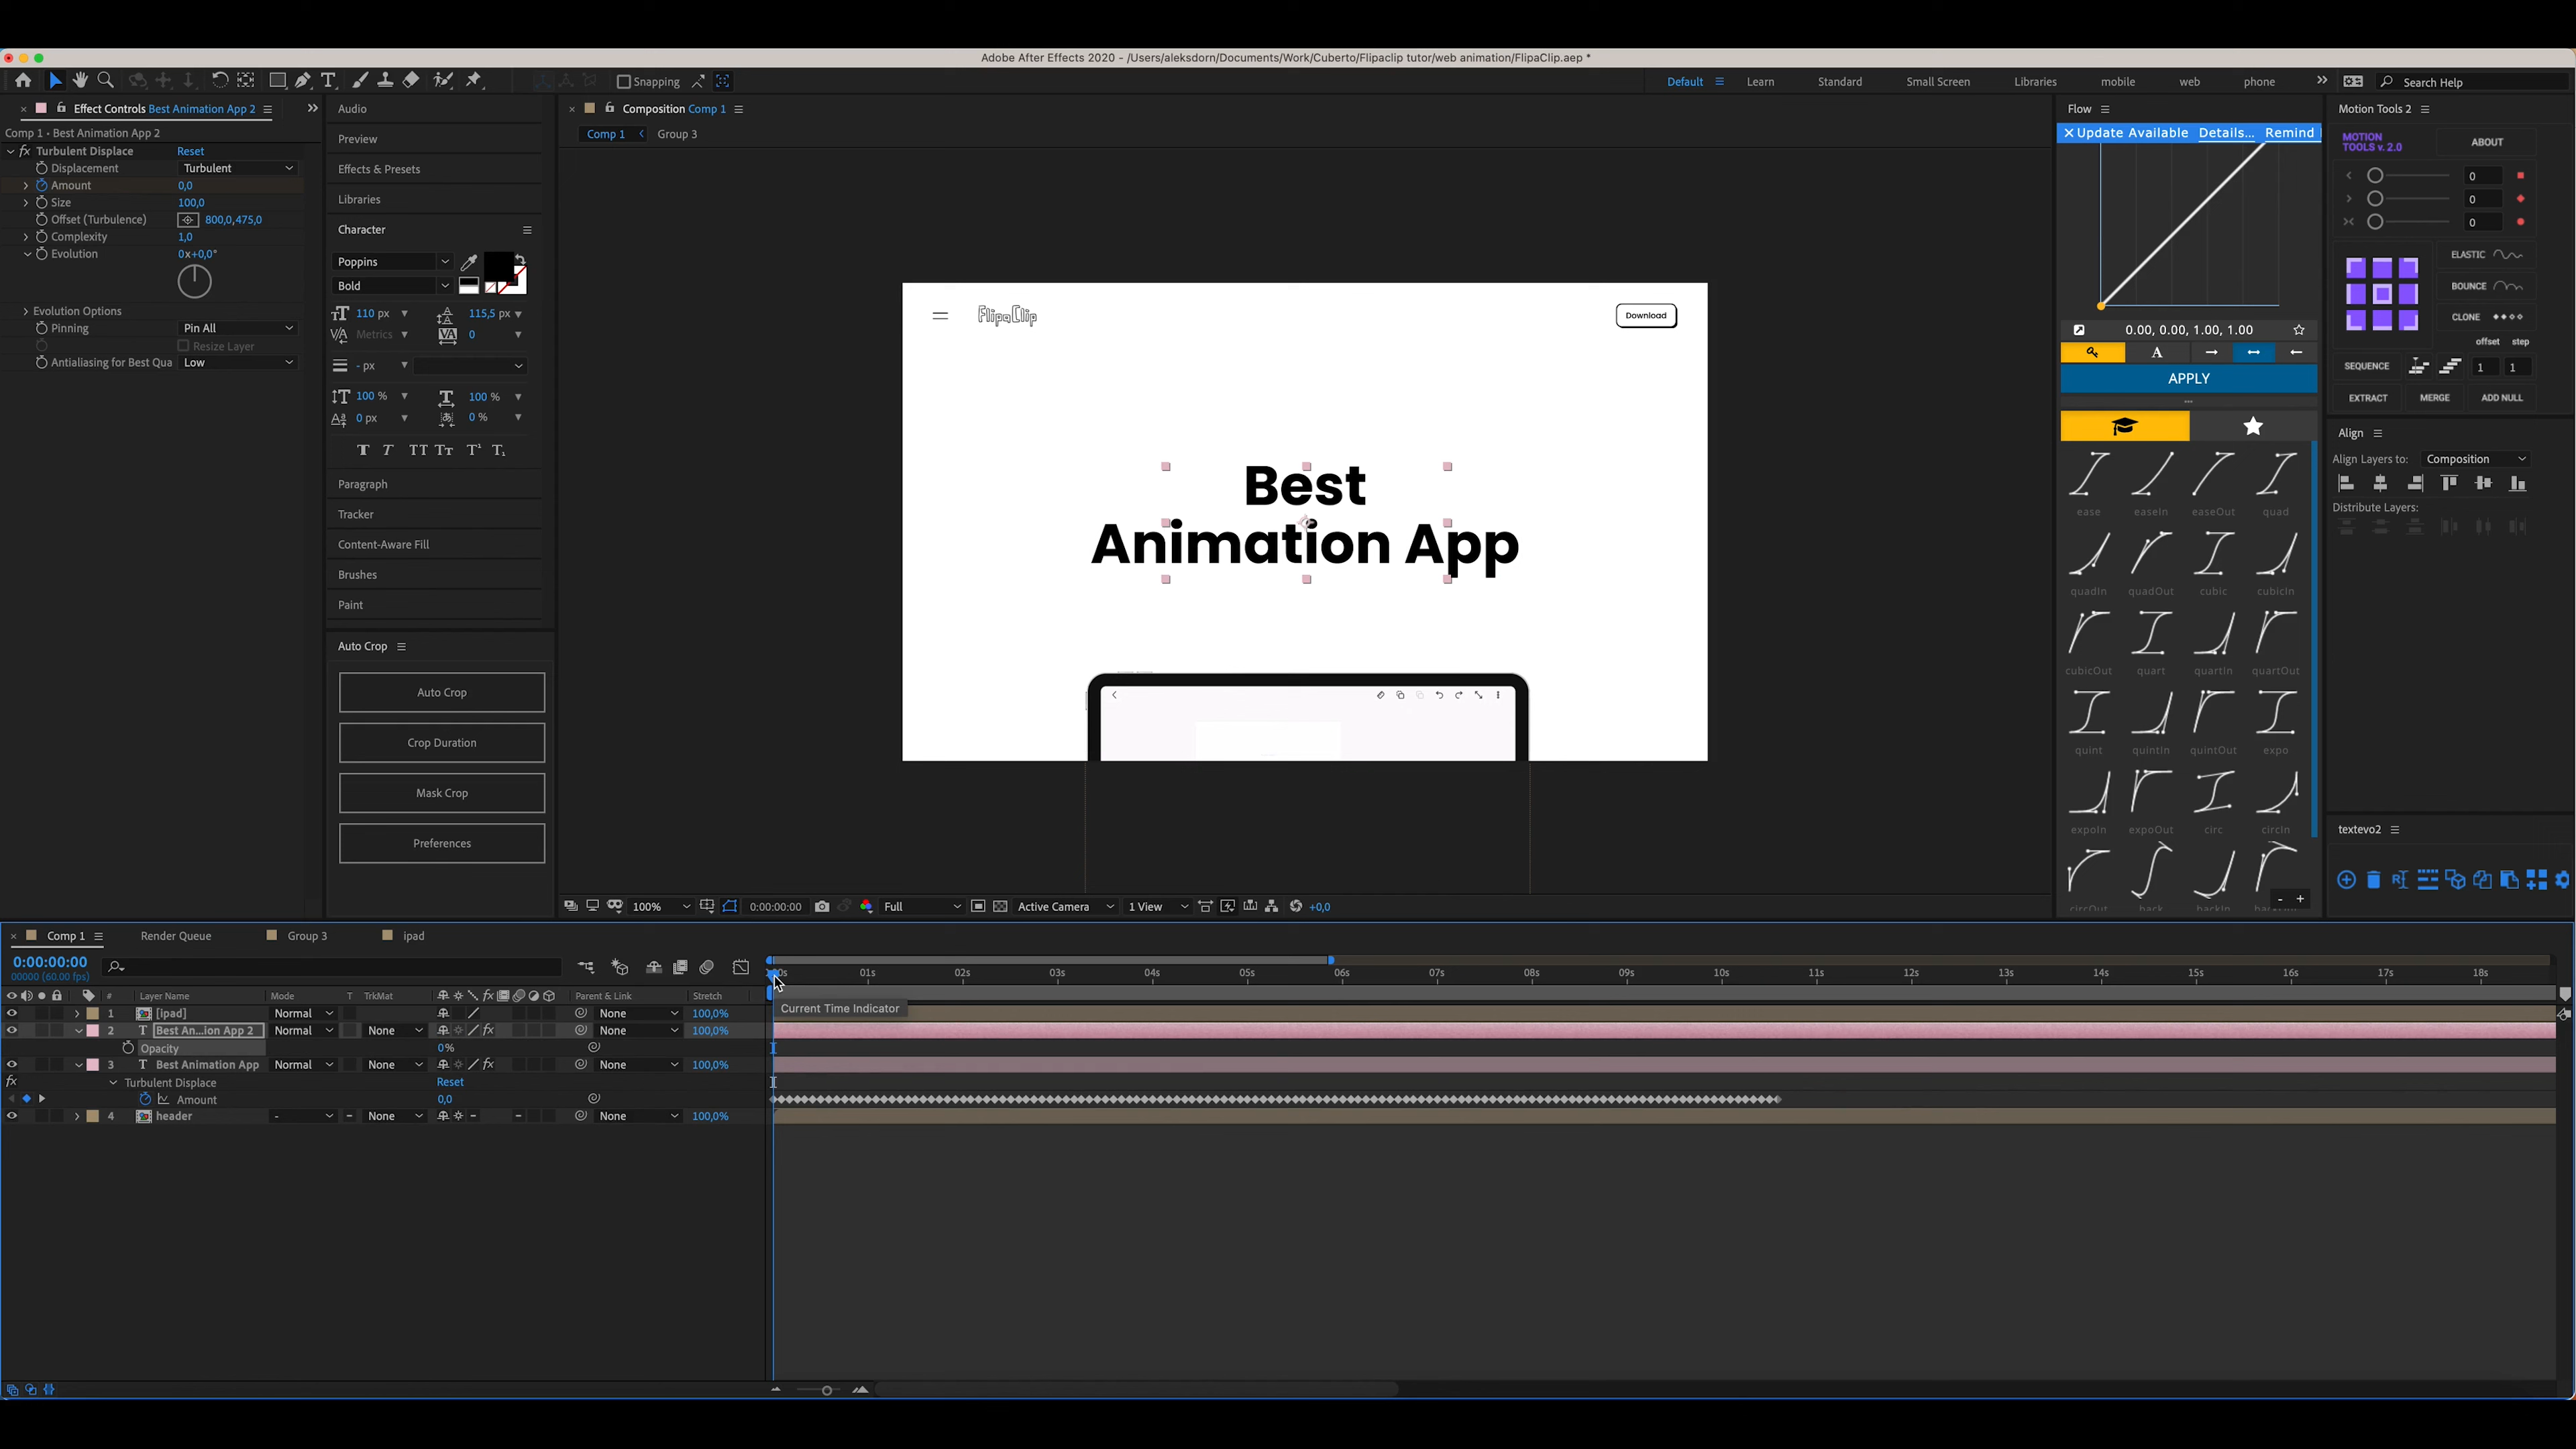 Adobe After Effects 2020 - /Users/aleksdorn/Documents/Work/Cuberto/Flipaclip tutor/web animation/FlipaClip.aep *
Snapping
Default
Learn
Standard
Small Screen
Libraries
mobile
web
phone
Search Help
Effect Controls Best Animation App 2
Comp 1 • Best Animation App 2
fx Turbulent Displace Reset
Displacement Turbulent
Amount 0,0
Size 100,0
Offset (Turbulence) 800,0,475,0
Complexity 1,0
Evolution 0x+0,0°
Evolution Options
Pinning Pin All
Resize Layer
Antialiasing for Best Qua Low
Audio
Preview
Effects & Presets
Libraries
Character
Poppins
Bold
110 px 115,5 px
Metrics 0
- px
100 % 100 %
0 px 0 %
T T TT Tт T¹ T₁
Paragraph
Tracker
Content-Aware Fill
Brushes
Paint
Auto Crop
Auto Crop
Crop Duration
Mask Crop
Preferences
Composition Comp 1
Comp 1 Group 3
FlipaClip
Download
Best
Animation App
100% 0:00:00:00 Full Active Camera 1 View +0,0
Flow
Update Available Details... Remind
0.00, 0.00, 1.00, 1.00
A
APPLY
ease easeIn easeOut quad
quadIn quadOut cubic cubicIn
cubicOut quart quartIn quartOut
quint quintIn quintOut expo
expoIn expoOut circ circIn
circOut back backIn
- +
Motion Tools 2
MOTION TOOLS v. 2.0
ABOUT
0
0
0
ELASTIC
BOUNCE
CLONE
offset step
SEQUENCE 1 1
EXTRACT MERGE ADD NULL
Align
Align Layers to: Composition
Distribute Layers:
textevo2
Comp 1 Render Queue Group 3 ipad
0:00:00:00
00000 (60.00 fps)
:00s 01s 02s 03s 04s 05s 06s 07s 08s 09s 10s 11s 12s 13s 14s 15s 16s 17s 18s
# Layer Name Mode T TrkMat Parent & Link Stretch
Current Time Indicator
1 [ipad] Normal None 100,0%
2 T Best An...ion App 2 Normal None fx None 100,0%
Opacity 0%
3 T Best Animation App Normal None fx None 100,0%
fx Turbulent Displace Reset
Amount 0,0
4 header - None None 100,0%